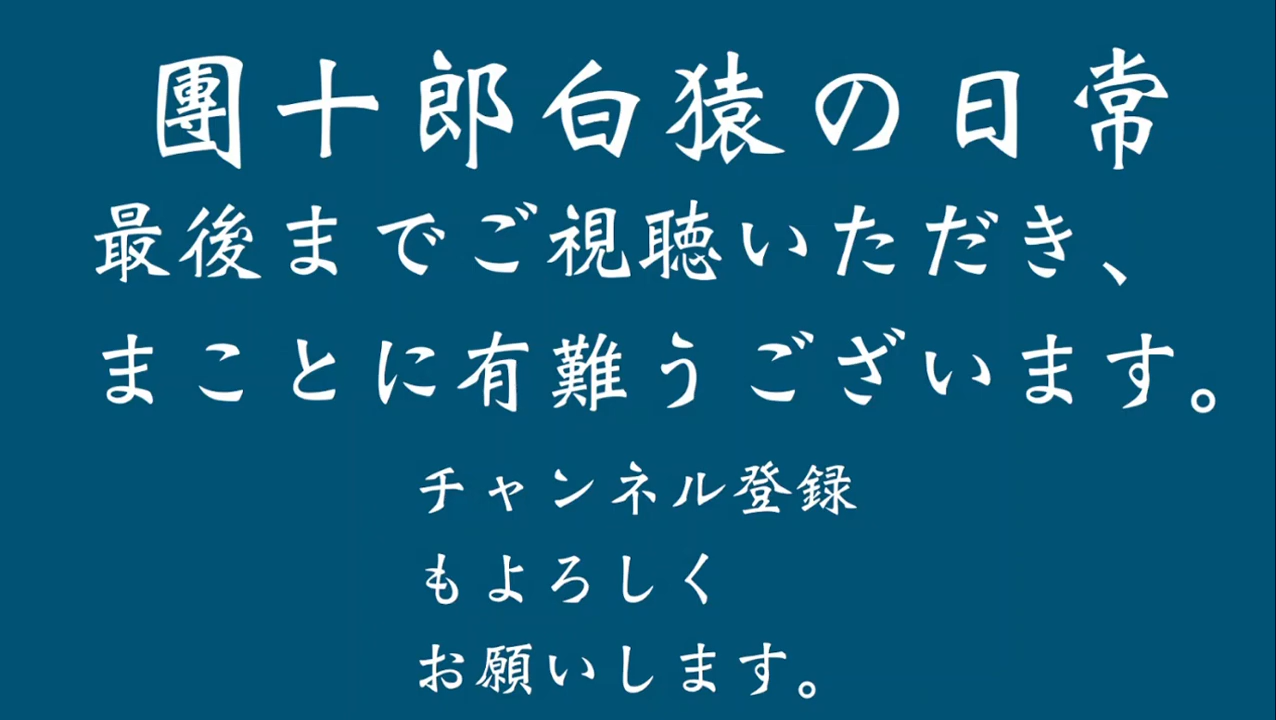 團十郎白猿の日常
最後までご視聴いただき、
まことに有難うございます。
チャンネル登録
もよろしく
お願いします。